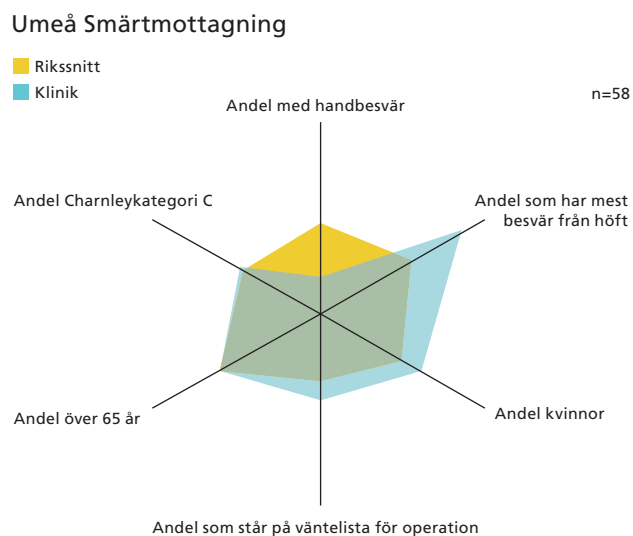 Umeå Smärtmottagning
Rikssnitt
Klinik
n=58
Andel med handbesvär
Andel Charnleykategori C
Andel som har mest
besvär från höft
Andel över 65 år
Andel kvinnor
Andel som står på väntelista för operation